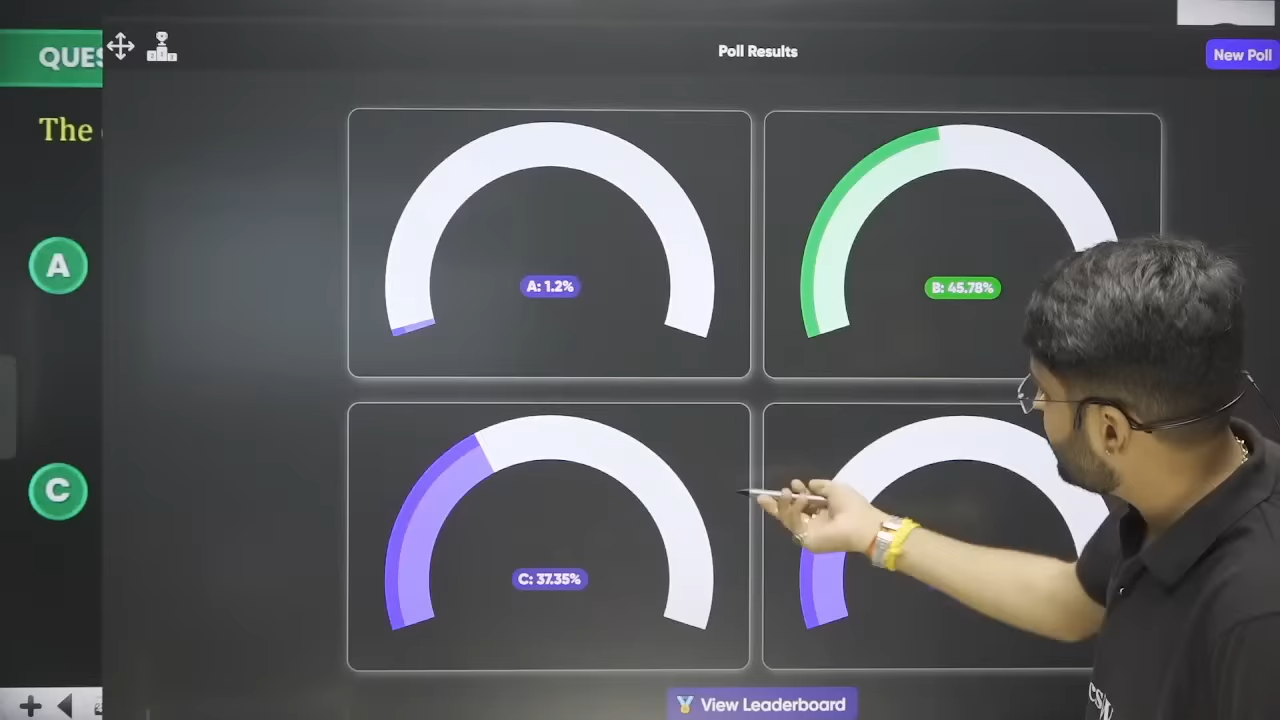 QUES
Poll Results
New Poll
The
A
A: 1.2%
B: 45.78%
C
C: 37.35%
View Leaderboard